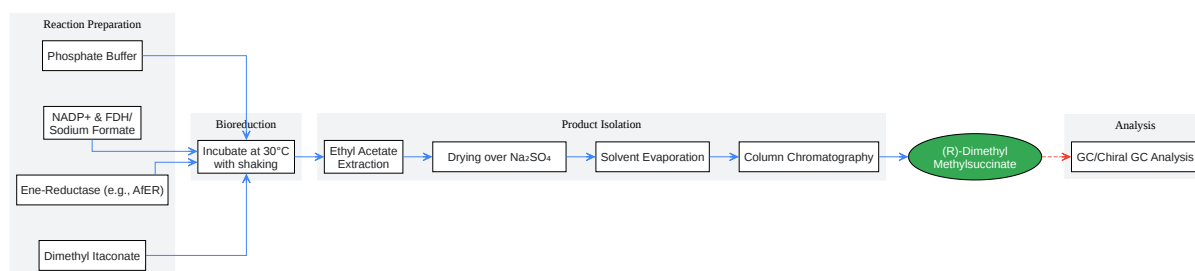 Reaction Preparation
Phosphate Buffer
NADP+ & FDH/
Sodium Formate
Ene-Reductase (e.g., AfER)
Dimethyl Itaconate
Bioreduction
Incubate at 30°C
with shaking
Product Isolation
Ethyl Acetate
Extraction
Drying over Na₂SO₄
Solvent Evaporation
Column Chromatography
(R)-Dimethyl
Methylsuccinate
Analysis
GC/Chiral GC Analysis